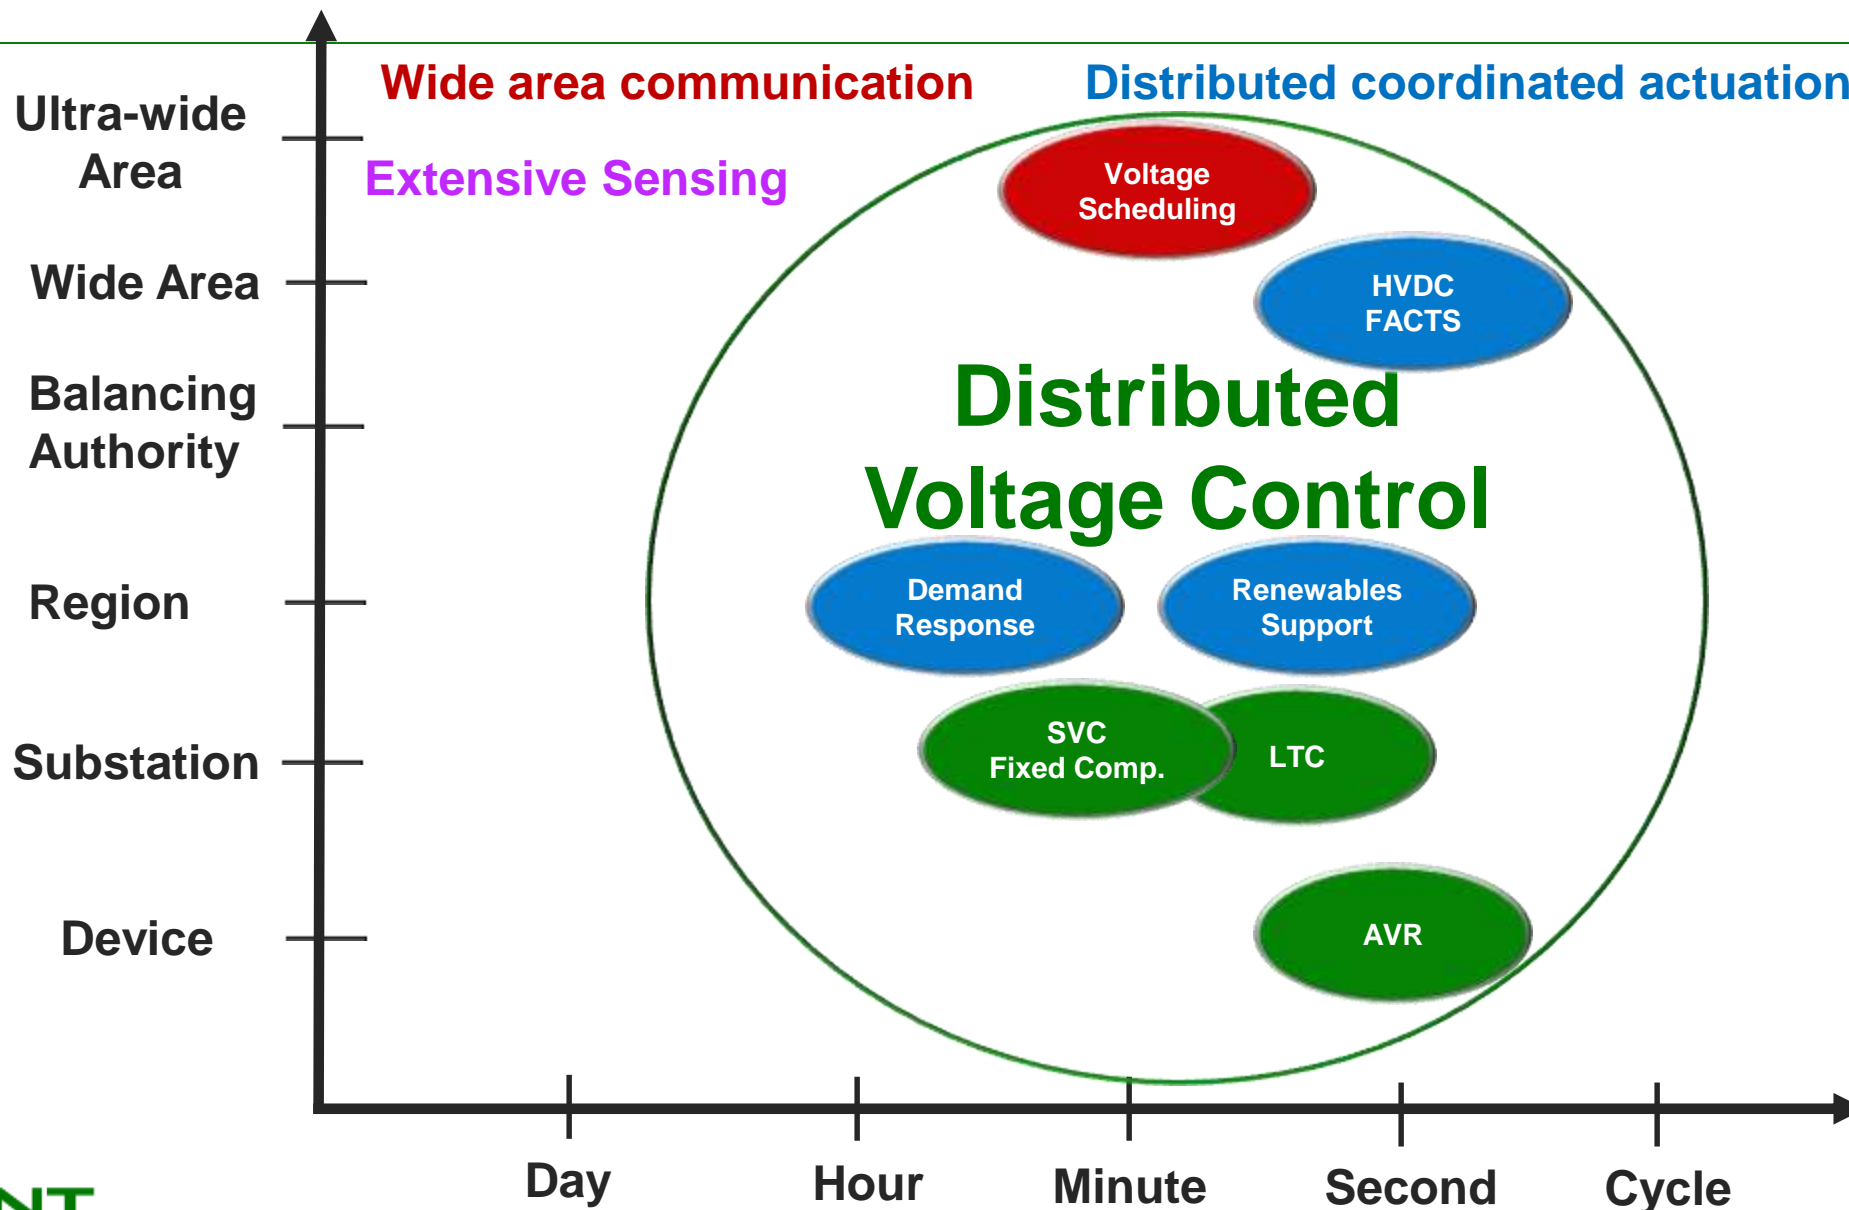 Wide area communication
Distributed coordinated actuation
Extensive Sensing
Ultra-wide
Area
Wide Area
Balancing
Authority
Region
Substation
Device
Voltage
Scheduling
HVDC
FACTS
Distributed
Voltage Control
Demand
Response
Renewables
Support
SVC
Fixed Comp.
LTC
AVR
Day
Hour
Minute
Second
Cycle
NT